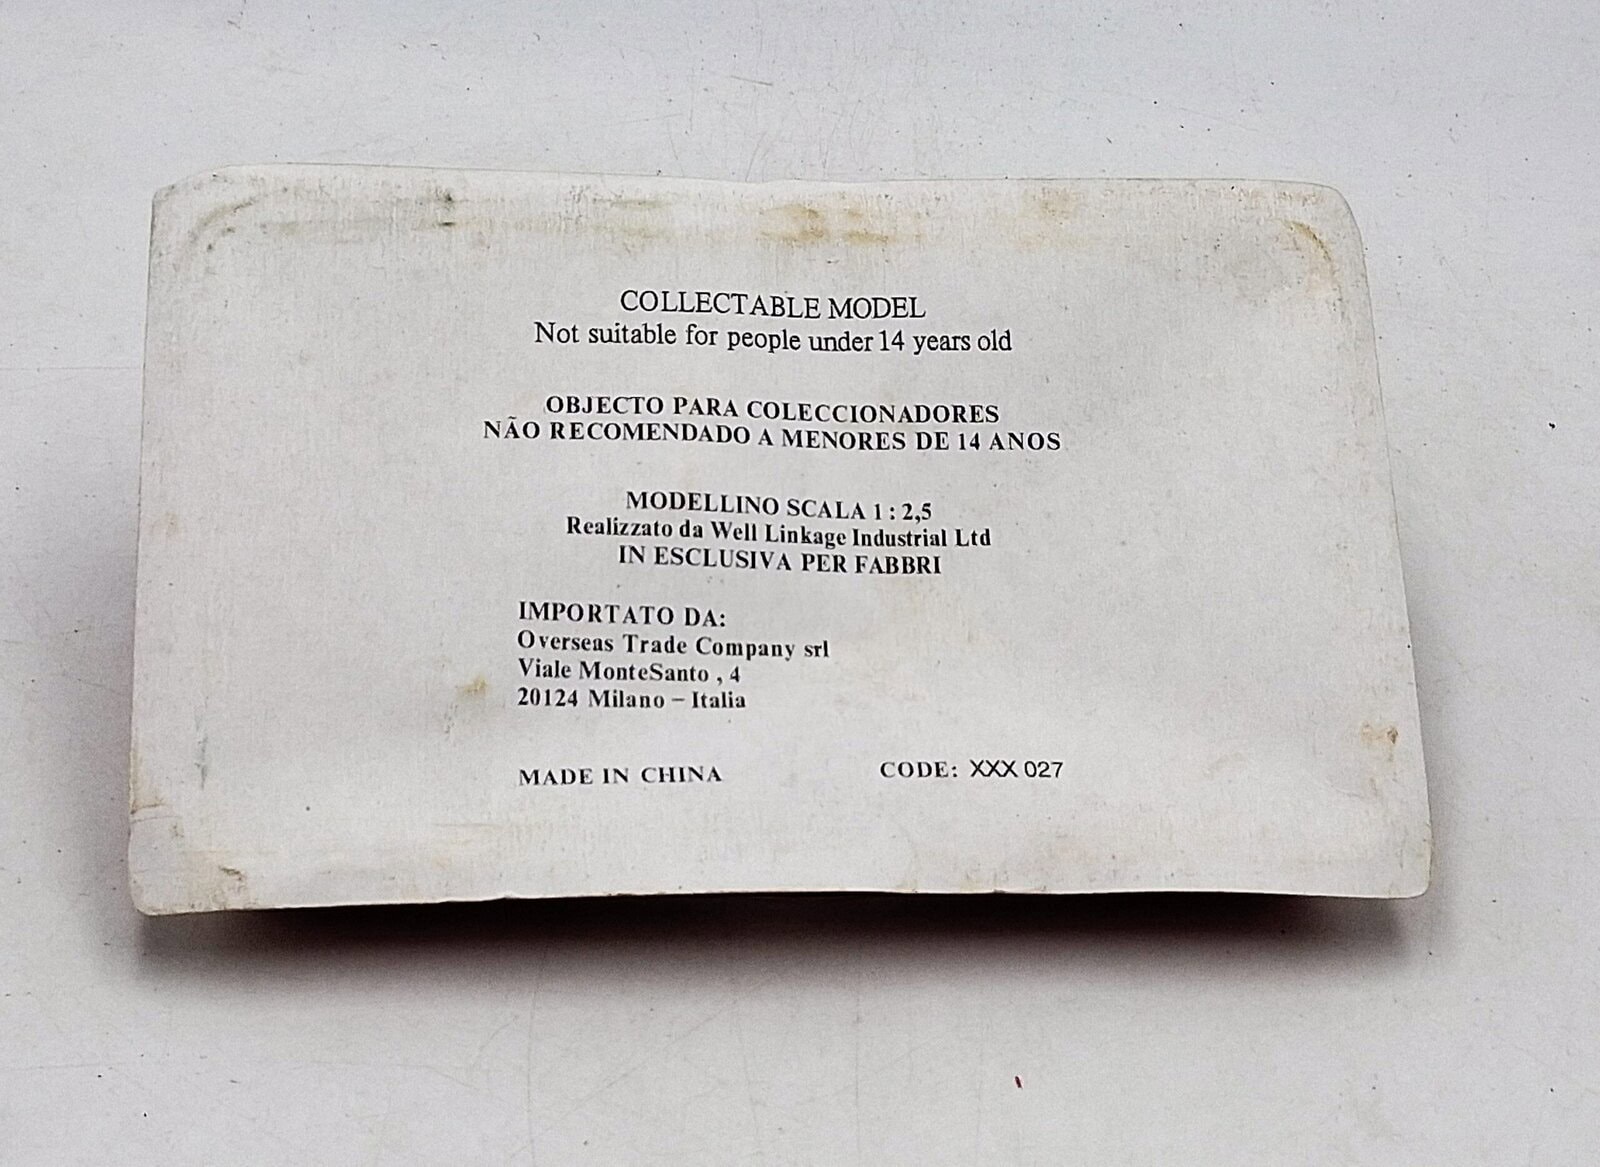 COLLECTABLE MODEL
Not suitable for people under 14 years old
OBJECTO PARA COLECCIONADORES
NÃO RECOMENDADO A MENORES DE 14 ANOS
MODELLINO SCALA 1 : 2,5
Realizzato da Well Linkage Industrial Ltd
IN ESCLUSIVA PER FABBRI
IMPORTATO DA:
Overseas Trade Company srl
Viale MonteSanto , 4
20124 Milano – Italia
MADE IN CHINA CODE: XXX 027